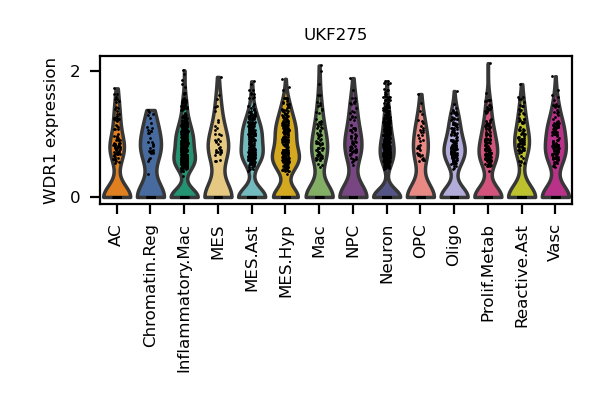 UKF275
WDR1 expression
2
0
AC
Chromatin.Reg
Inflammatory.Mac
MES
MES.Ast
MES.Hyp
Mac
NPC
Neuron
OPC
Oligo
Prolif.Metab
Reactive.Ast
Vasc